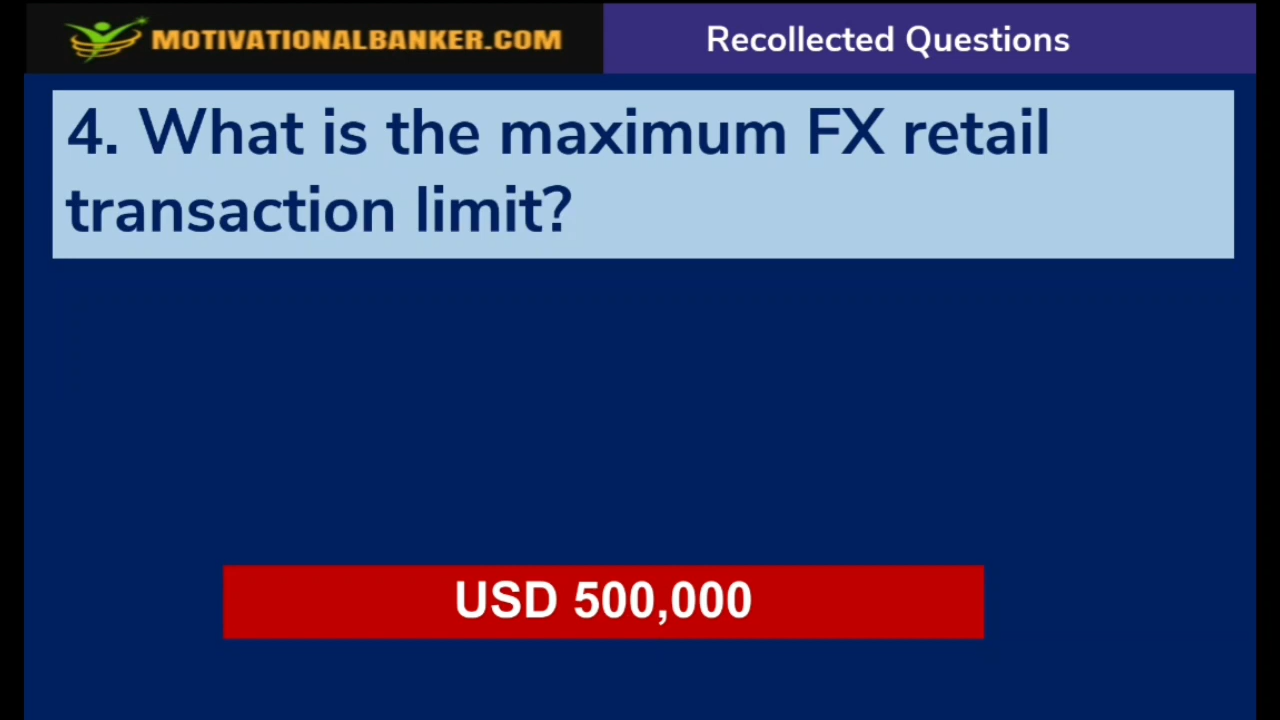 MOTIVATIONALBANKER.COM
Recollected Questions
4. What is the maximum FX retail
transaction limit?
USD 500,000